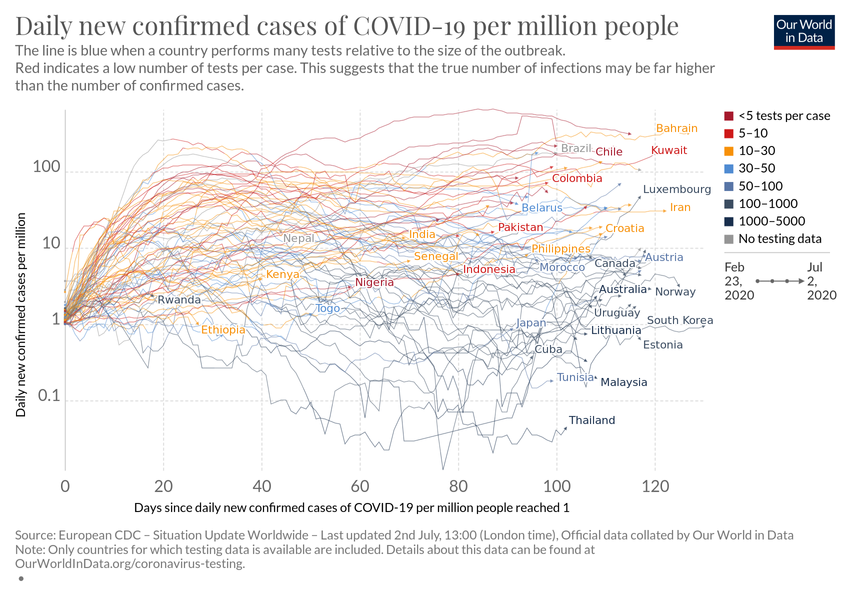 Daily new confirmed cases of COVID-19 per million people
Our World
in Data
The line is blue when a country performs many tests relative to the size of the outbreak.
Red indicates a low number of tests per case. This suggests that the true number of infections may be far higher
than the number of confirmed cases.
Daily new confirmed cases per million
100
10
1
0.1
Bahrain
Brazil
Chile
Kuwait
Colombia
Luxembourg
Belarus
Iran
Pakistan
Croatia
Nepal
India
Philippines
Senegal
Austria
Canada
Morocco
Indonesia
Kenya
Nigeria
Australia
Norway
Rwanda
Togo
Uruguay
South Korea
Japan
Ethiopia
Lithuania
Estonia
Cuba
Tunisia
Malaysia
Thailand
0
20
40
60
80
100
120
Days since daily new confirmed cases of COVID-19 per million people reached 1
<5 tests per case
5–10
10–30
30–50
50–100
100–1000
1000–5000
No testing data
Feb
23,
2020
Jul
2,
2020
Source: European CDC – Situation Update Worldwide – Last updated 2nd July, 13:00 (London time), Official data collated by Our World in Data
Note: Only countries for which testing data is available are included. Details about this data can be found at
OurWorldInData.org/coronavirus-testing.